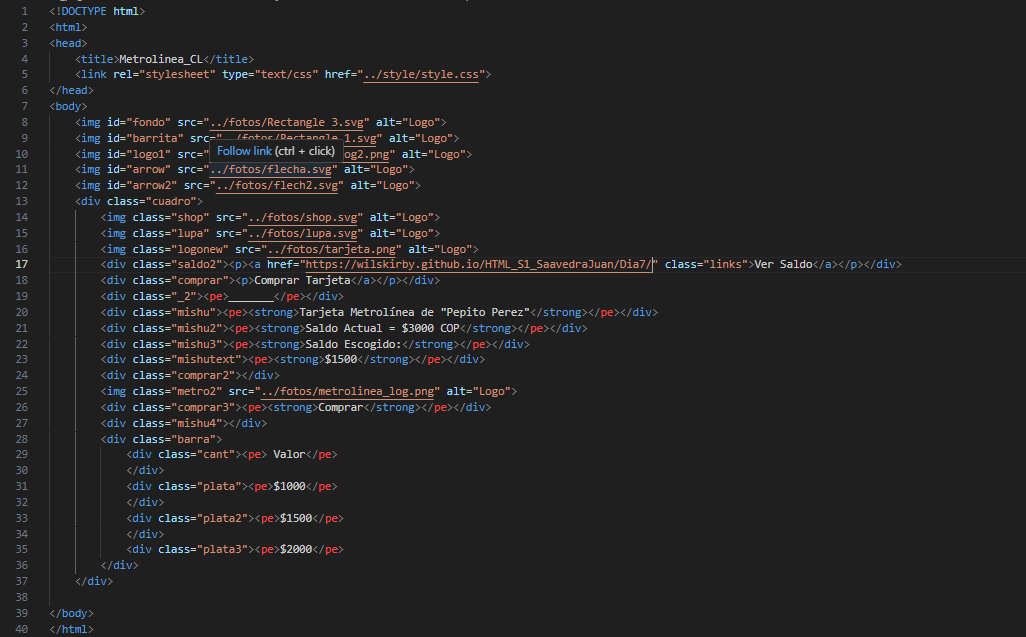 1 <!DOCTYPE html>
2 <html>
3 <head>
4 <title>Metrolinea_CL</title>
5 <link rel="stylesheet" type="text/css" href="../style/style.css">
6 </head>
7 <body>
8 <img id="fondo" src="../fotos/Rectangle 3.svg" alt="Logo">
9 <img id="barrita" src="../fotos/Rectangle 1.svg" alt="Logo">
10 <img id="logo1" src=" og2.png" alt="Logo">
Follow link (ctrl + click)
11 <img id="arrow" src="../fotos/flecha.svg" alt="Logo">
12 <img id="arrow2" src="../fotos/flech2.svg" alt="Logo">
13 <div class="cuadro">
14 <img class="shop" src="../fotos/shop.svg" alt="Logo">
15 <img class="lupa" src="../fotos/lupa.svg" alt="Logo">
16 <img class="logonew" src="../fotos/tarjeta.png" alt="Logo">
17 <div class="saldo2"><p><a href="https://wilskirby.github.io/HTML_S1_SaavedraJuan/Dia7/" class="links">Ver Saldo</a></p></div>
18 <div class="comprar"><p>Comprar Tarjeta</a></p></div>
19 <div class="_2"><pe>_______</pe></div>
20 <div class="mishu"><pe><strong>Tarjeta Metrolínea de "Pepito Perez"</strong></pe></div>
21 <div class="mishu2"><pe><strong>Saldo Actual = $3000 COP</strong></pe></div>
22 <div class="mishu3"><pe><strong>Saldo Escogido:</strong></pe></div>
23 <div class="mishutext"><pe><strong>$1500</strong></pe></div>
24 <div class="comprar2"></div>
25 <img class="metro2" src="../fotos/metrolinea_log.png" alt="Logo">
26 <div class="comprar3"><pe><strong>Comprar</strong></pe></div>
27 <div class="mishu4"></div>
28 <div class="barra">
29 <div class="cant"><pe> Valor</pe>
30 </div>
31 <div class="plata"><pe>$1000</pe>
32 </div>
33 <div class="plata2"><pe>$1500</pe>
34 </div>
35 <div class="plata3"><pe>$2000</pe>
36 </div>
37 </div>
38
39 </body>
40 </html>